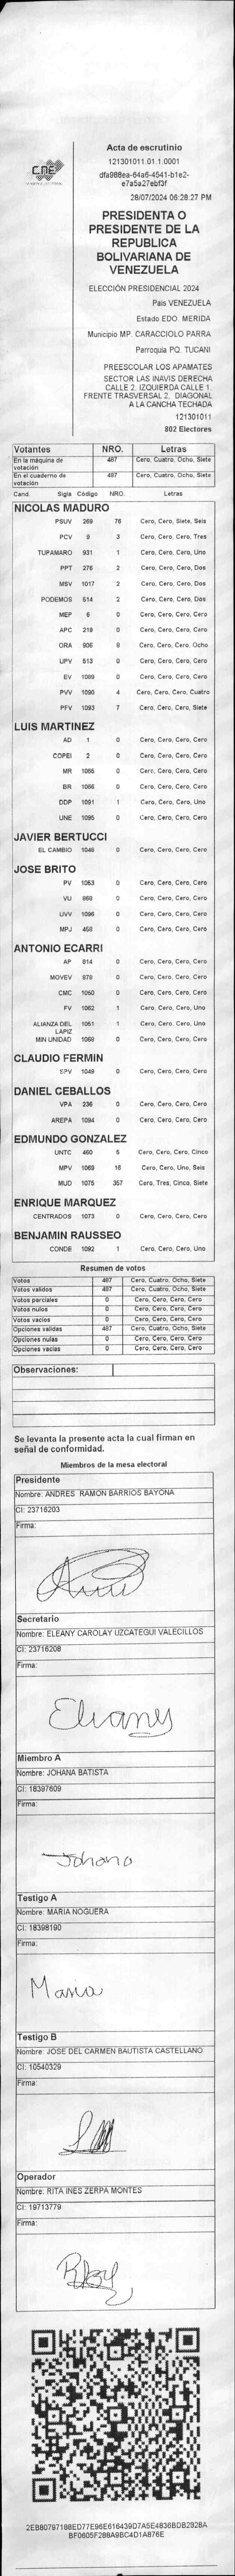 CNE
Acta de escrutinio
121301011.01.1.0001
dfa988ea-64a6-4541-b1e2-
e7a5a27ebf3f
28/07/2024 06:28:27 PM
PRESIDENTA O
PRESIDENTE DE LA
REPUBLICA
BOLIVARIANA DE
VENEZUELA
ELECCIÓN PRESIDENCIAL 2024
Pais VENEZUELA
Estado EDO. MERIDA
Municipio MP. CARACCIOLO PARRA
Parroquia PQ. TUCANI
PREESCOLAR LOS APAMATES
SECTOR LAS INAVIS DERECHA
CALLE 2. IZQUIERDA CALLE 1.
FRENTE TRASVERSAL 2, DIAGONAL
A LA CANCHA TECHADA
121301011
802 Electores
Votantes NRO. Letras
En la máquina de votación 487 Cero, Cuatro, Ocho, Siete
En el cuaderno de votación 487 Cero, Cuatro, Ocho, Siete
Cand. Sigla Código NRO. Letras
NICOLAS MADURO
PSUV 269 76 Cero, Cero, Siete, Seis
PCV 9 3 Cero, Cero, Cero, Tres
TUPAMARO 931 1 Cero, Cero, Cero, Uno
PPT 276 2 Cero, Cero, Cero, Dos
MSV 1017 2 Cero, Cero, Cero, Dos
PODEMOS 514 2 Cero, Cero, Cero, Dos
MEP 6 0 Cero, Cero, Cero, Cero
APC 219 0 Cero, Cero, Cero, Cero
ORA 906 8 Cero, Cero, Cero, Ocho
UPV 513 0 Cero, Cero, Cero, Cero
EV 1089 0 Cero, Cero, Cero, Cero
PVV 1090 4 Cero, Cero, Cero, Cuatro
PFV 1093 7 Cero, Cero, Cero, Siete
LUIS MARTINEZ
AD 1 0 Cero, Cero, Cero, Cero
COPEI 2 0 Cero, Cero, Cero, Cero
MR 1055 0 Cero, Cero, Cero, Cero
BR 1056 0 Cero, Cero, Cero, Cero
DDP 1091 1 Cero, Cero, Cero, Uno
UNE 1095 0 Cero, Cero, Cero, Cero
JAVIER BERTUCCI
EL CAMBIO 1048 0 Cero, Cero, Cero, Cero
JOSE BRITO
PV 1053 0 Cero, Cero, Cero, Cero
VU 868 0 Cero, Cero, Cero, Cero
UVV 1096 0 Cero, Cero, Cero, Cero
MPJ 458 0 Cero, Cero, Cero, Cero
ANTONIO ECARRI
AP 814 0 Cero, Cero, Cero, Cero
MOVEV 878 0 Cero, Cero, Cero, Cero
CMC 1050 0 Cero, Cero, Cero, Cero
FV 1062 1 Cero, Cero, Cero, Uno
ALIANZA DEL LAPIZ 1051 1 Cero, Cero, Cero, Uno
MIN UNIDAD 1068 0 Cero, Cero, Cero, Cero
CLAUDIO FERMIN
SPV 1049 0 Cero, Cero, Cero, Cero
DANIEL CEBALLOS
VPA 236 0 Cero, Cero, Cero, Cero
AREPA 1094 0 Cero, Cero, Cero, Cero
EDMUNDO GONZALEZ
UNTC 460 5 Cero, Cero, Cero, Cinco
MPV 1069 16 Cero, Cero, Uno, Seis
MUD 1075 357 Cero, Tres, Cinco, Siete
ENRIQUE MARQUEZ
CENTRADOS 1073 0 Cero, Cero, Cero, Cero
BENJAMIN RAUSSEO
CONDE 1092 1 Cero, Cero, Cero, Uno
Resumen de votos
Votos 487 Cero, Cuatro, Ocho, Siete
Votos validos 487 Cero, Cuatro, Ocho, Siete
Votos parciales 0 Cero, Cero, Cero, Cero
Votos nulos 0 Cero, Cero, Cero, Cero
Votos vacios 0 Cero, Cero, Cero, Cero
Opciones validas 487 Cero, Cuatro, Ocho, Siete
Opciones nulas 0 Cero, Cero, Cero, Cero
Opciones vacias 0 Cero, Cero, Cero, Cero
Observaciones:
Se levanta la presente acta la cual firman en
señal de conformidad.
Miembros de la mesa electoral
Presidente
Nombre: ANDRES RAMON BARRIOS BAYONA
CI: 23716203
Firma:
Secretario
Nombre: ELEANY CAROLAY UZCATEGUI VALECILLOS
CI: 23716208
Firma:
Eleany
Miembro A
Nombre: JOHANA BATISTA
CI: 18397609
Firma:
Johana
Testigo A
Nombre: MARIA NOGUERA
CI: 18398190
Firma:
Maria
Testigo B
Nombre: JOSE DEL CARMEN BAUTISTA CASTELLANO
CI: 10540329
Firma:
Operador
Nombre: RITA INES ZERPA MONTES
CI: 19713779
Firma:
2EB80797188ED77E96E616439D7A5E4836BDB2828A
BF0605F2B8A9BC4D1A876E